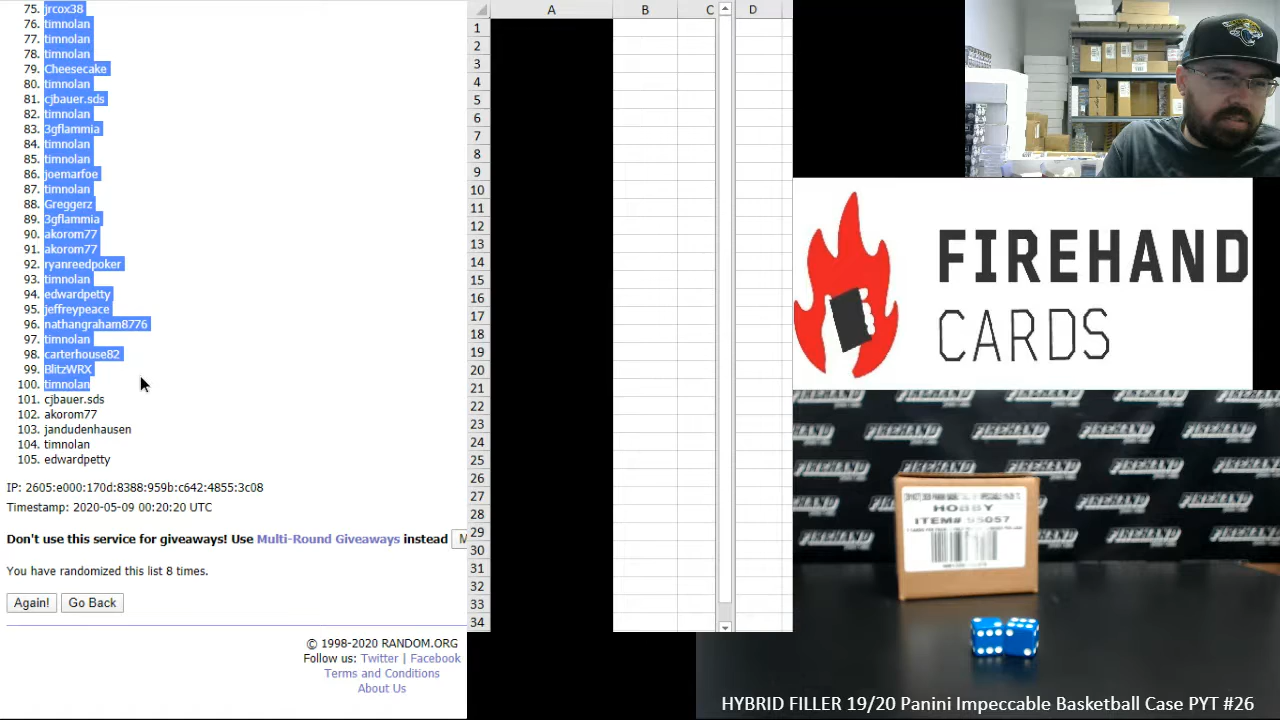 75. jrcox38
76. timnolan
77. timnolan
78. timnolan
79. Cheesecake
80. timnolan
81. cjbauer.sds
82. timnolan
83. 3gflammia
84. timnolan
85. timnolan
86. joemarfoe
87. timnolan
88. Greggerz
89. 3gflammia
90. akorom77
91. akorom77
92. ryanreedpoker
93. timnolan
94. edwardpetty
95. jeffreypeace
96. nathangraham8776
97. timnolan
98. carterhouse82
99. BlitzWRX
100. timnolan
101. cjbauer.sds
102. akorom77
103. jandudenhausen
104. timnolan
105. edwardpetty
IP: 2605:e000:170d:8388:959b:c642:4855:3c08
Timestamp: 2020-05-09 00:20:20 UTC
Don't use this service for giveaways! Use Multi-Round Giveaways instead
You have randomized this list 8 times.
Again! Go Back
© 1998-2020 RANDOM.ORG
Follow us: Twitter | Facebook
Terms and Conditions
About Us
A B C D
1
2
3
4
5
6
7
8
9
10
11
12
13
14
15
16
17
18
19
20
21
22
23
24
25
26
27
28
29
30
31
32
33
34
FIREHAND
CARDS
HOBBY
HYBRID FILLER 19/20 Panini Impeccable Basketball Case PYT #26